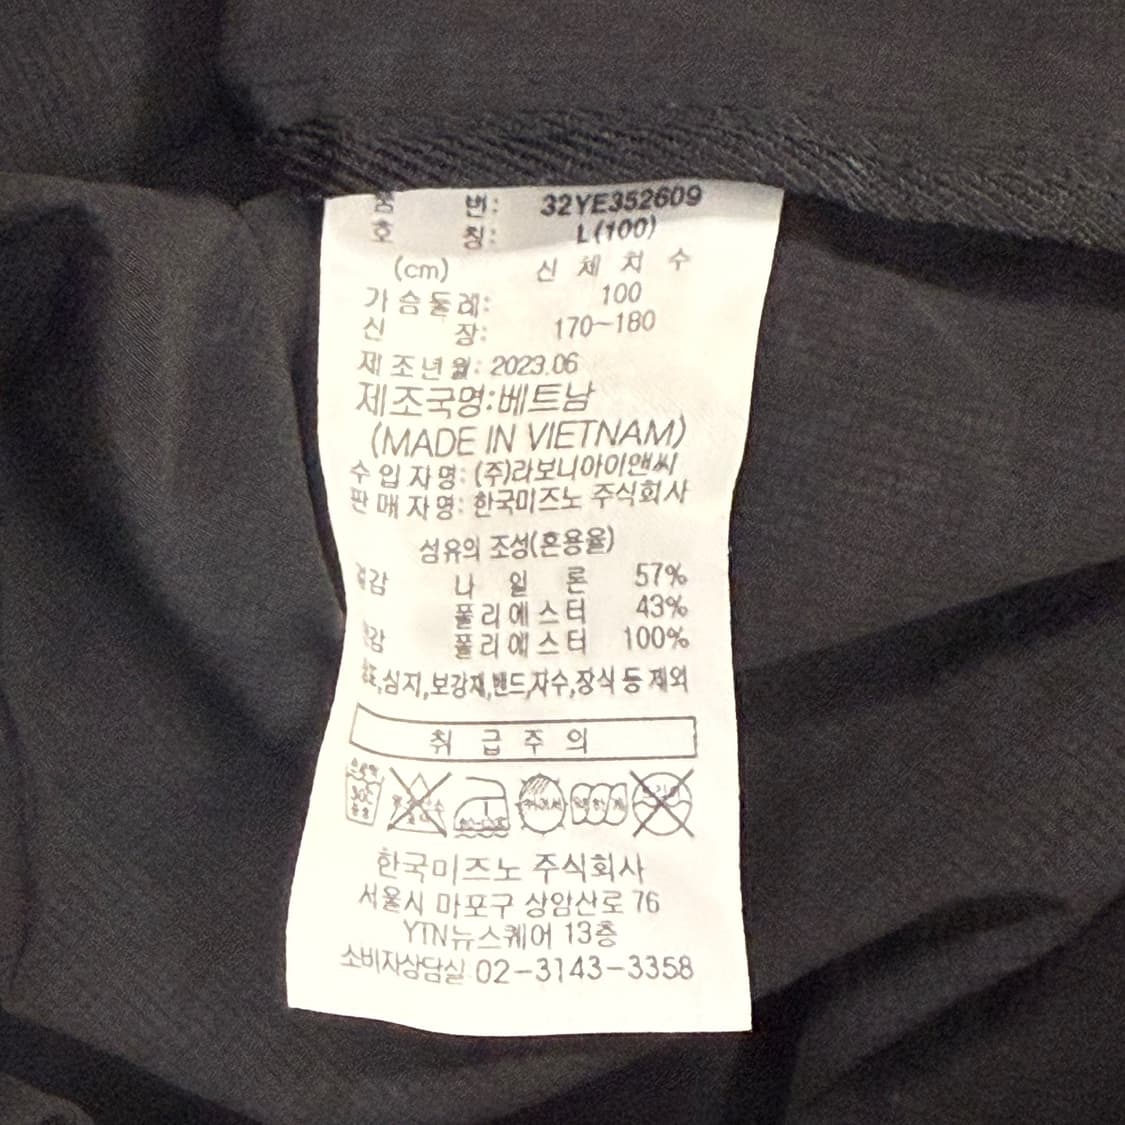 품 번: 32YE352609
호 칭: L(100)
(cm) 신 체 치 수
가슴둘레: 100
신 장: 170~180
제조년월: 2023.06
제조국명:베트남
(MADE IN VIETNAM)
수입자명: (주)라보니아이앤씨
판매자명: 한국미즈노 주식회사
섬유의 조성(혼용율)
겉감 나 일 론 57%
폴리에스터 43%
폴리에스터 100%
심지,보강재,밴드,자수,장식 등 제외
취 급 주 의
30℃
한국미즈노 주식회사
서울시 마포구 상암산로 76
YTN뉴스퀘어 13층
소비자상담실 02-3143-3358